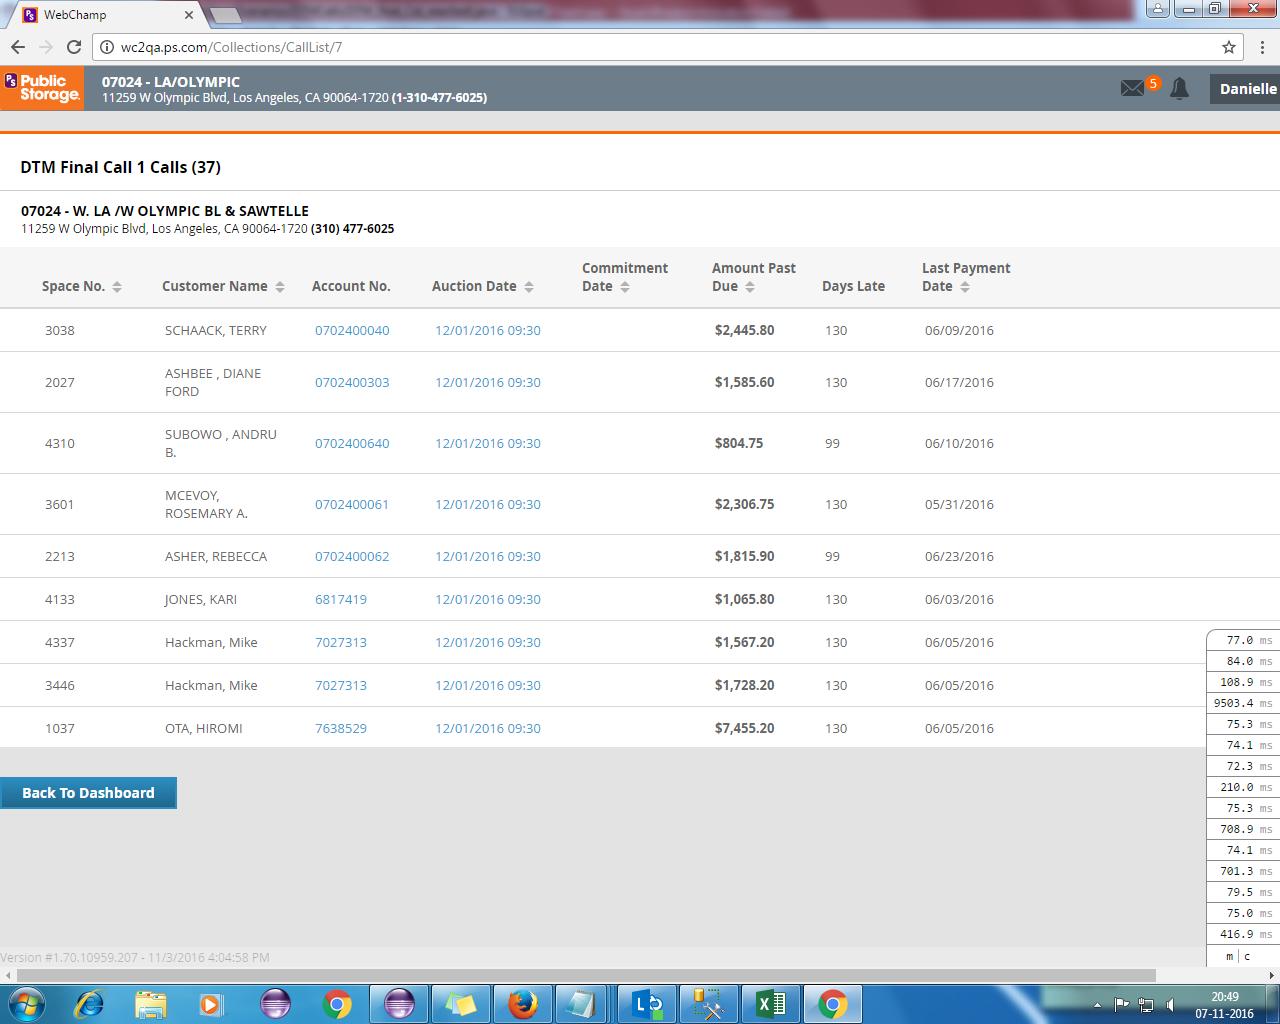 WebChamp
wc2qa.ps.com/Collections/CallList/7
PS Public Storage.
07024 - LA/OLYMPIC
11259 W Olympic Blvd, Los Angeles, CA 90064-1720 (1-310-477-6025)
5
Danielle
DTM Final Call 1 Calls (37)
07024 - W. LA /W OLYMPIC BL & SAWTELLE
11259 W Olympic Blvd, Los Angeles, CA 90064-1720 (310) 477-6025
Space No. Customer Name Account No. Auction Date Commitment Date Amount Past Due Days Late Last Payment Date
3038 SCHAACK, TERRY 0702400040 12/01/2016 09:30 $2,445.80 130 06/09/2016
2027 ASHBEE , DIANE FORD 0702400303 12/01/2016 09:30 $1,585.60 130 06/17/2016
4310 SUBOWO , ANDRU B. 0702400640 12/01/2016 09:30 $804.75 99 06/10/2016
3601 MCEVOY, ROSEMARY A. 0702400061 12/01/2016 09:30 $2,306.75 130 05/31/2016
2213 ASHER, REBECCA 0702400062 12/01/2016 09:30 $1,815.90 99 06/23/2016
4133 JONES, KARI 6817419 12/01/2016 09:30 $1,065.80 130 06/03/2016
4337 Hackman, Mike 7027313 12/01/2016 09:30 $1,567.20 130 06/05/2016
3446 Hackman, Mike 7027313 12/01/2016 09:30 $1,728.20 130 06/05/2016
1037 OTA, HIROMI 7638529 12/01/2016 09:30 $7,455.20 130 06/05/2016
77.0 ms
84.0 ms
108.9 ms
9503.4 ms
75.3 ms
74.1 ms
72.3 ms
210.0 ms
75.3 ms
708.9 ms
74.1 ms
701.3 ms
79.5 ms
75.0 ms
416.9 ms
m | c
Back To Dashboard
Version #1.70.10959.207 - 11/3/2016 4:04:58 PM
20:49
07-11-2016